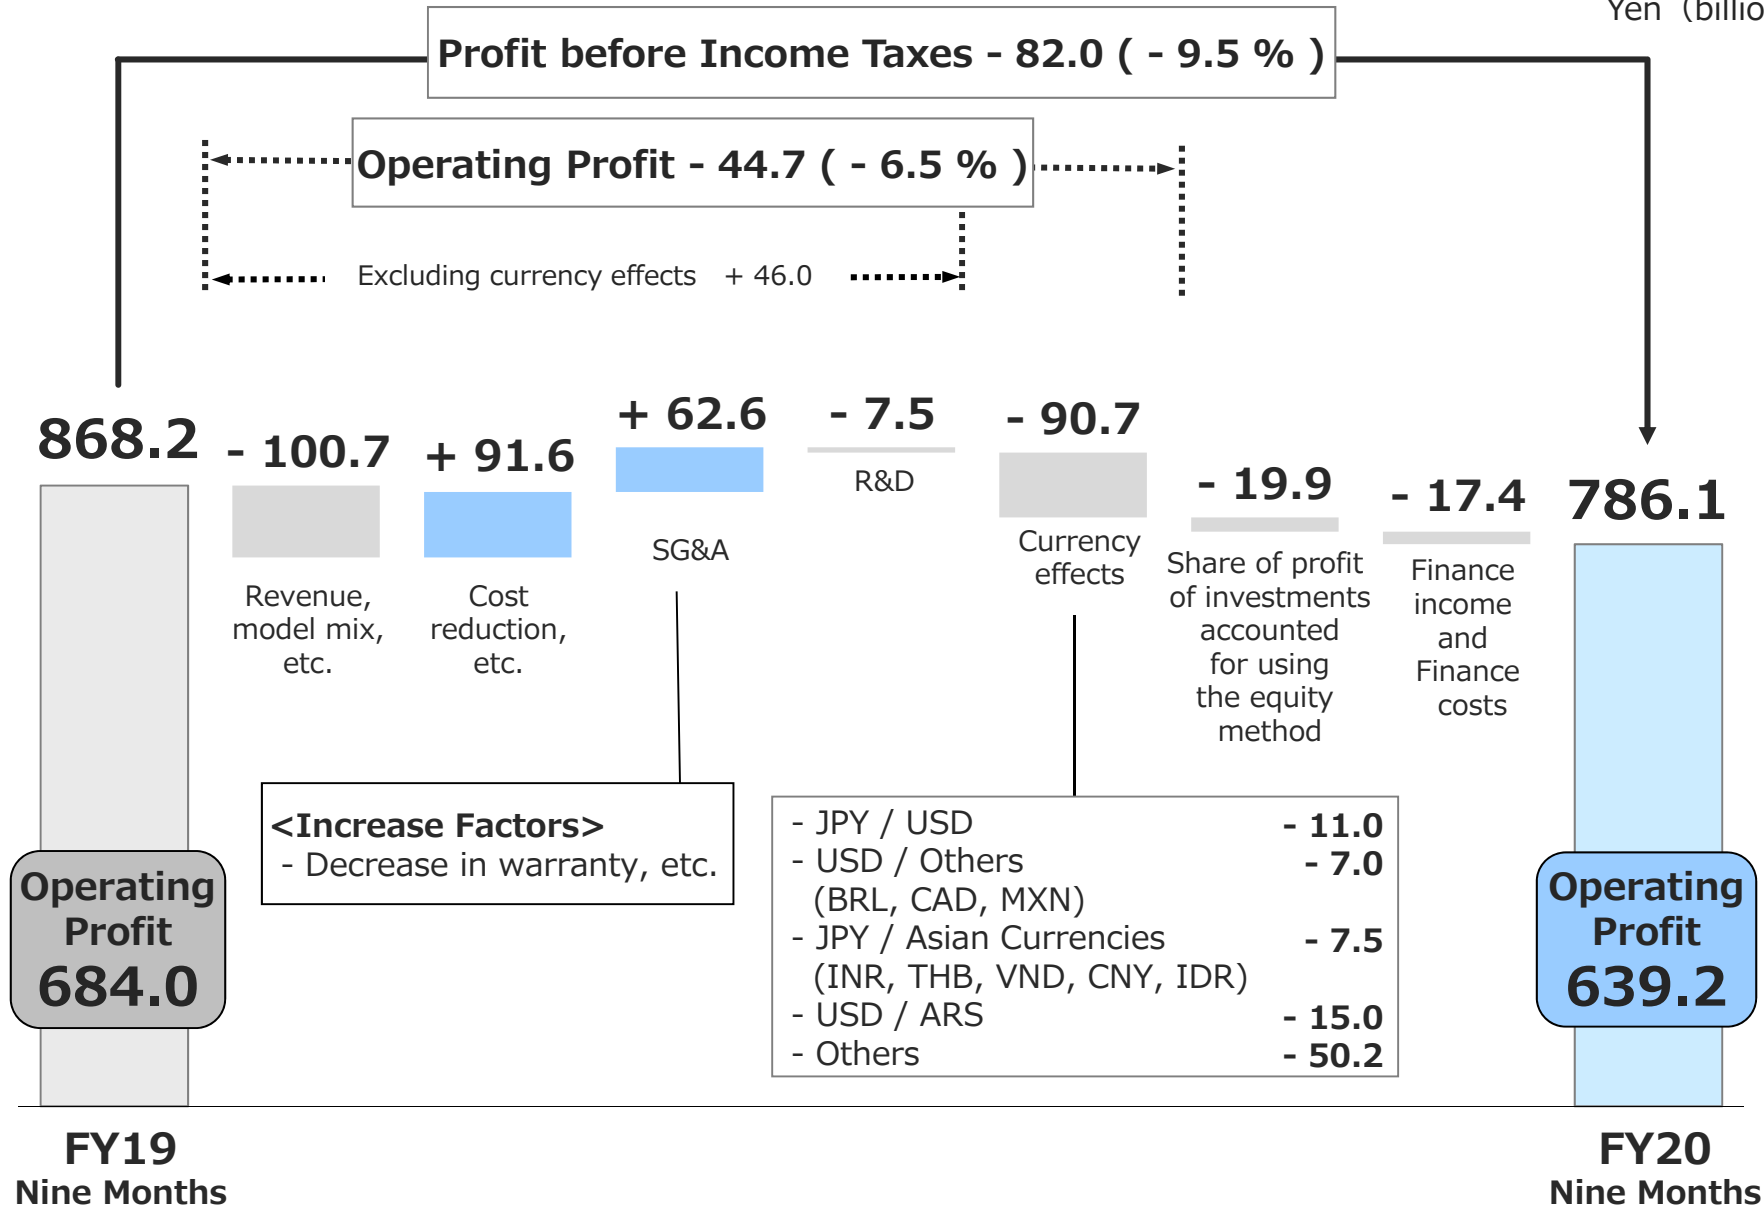 Yen（billio
Profit before Income Taxes - 82.0 ( - 9.5 % )
Operating Profit - 44.7 ( - 6.5 % )
Excluding currency effects + 46.0
868.2
- 100.7
+ 91.6
+ 62.6
- 7.5
- 90.7
- 19.9
- 17.4
786.1
Revenue,
model mix,
etc.
Cost
reduction,
etc.
SG&A
R&D
Currency
effects
Share of profit
of investments
accounted
for using
the equity
method
Finance
income
and
Finance
costs
<Increase Factors>
- Decrease in warranty, etc.
- JPY / USD - 11.0
- USD / Others - 7.0
(BRL, CAD, MXN)
- JPY / Asian Currencies - 7.5
(INR, THB, VND, CNY, IDR)
- USD / ARS - 15.0
- Others - 50.2
Operating
Profit
684.0
Operating
Profit
639.2
FY19
Nine Months
FY20
Nine Months